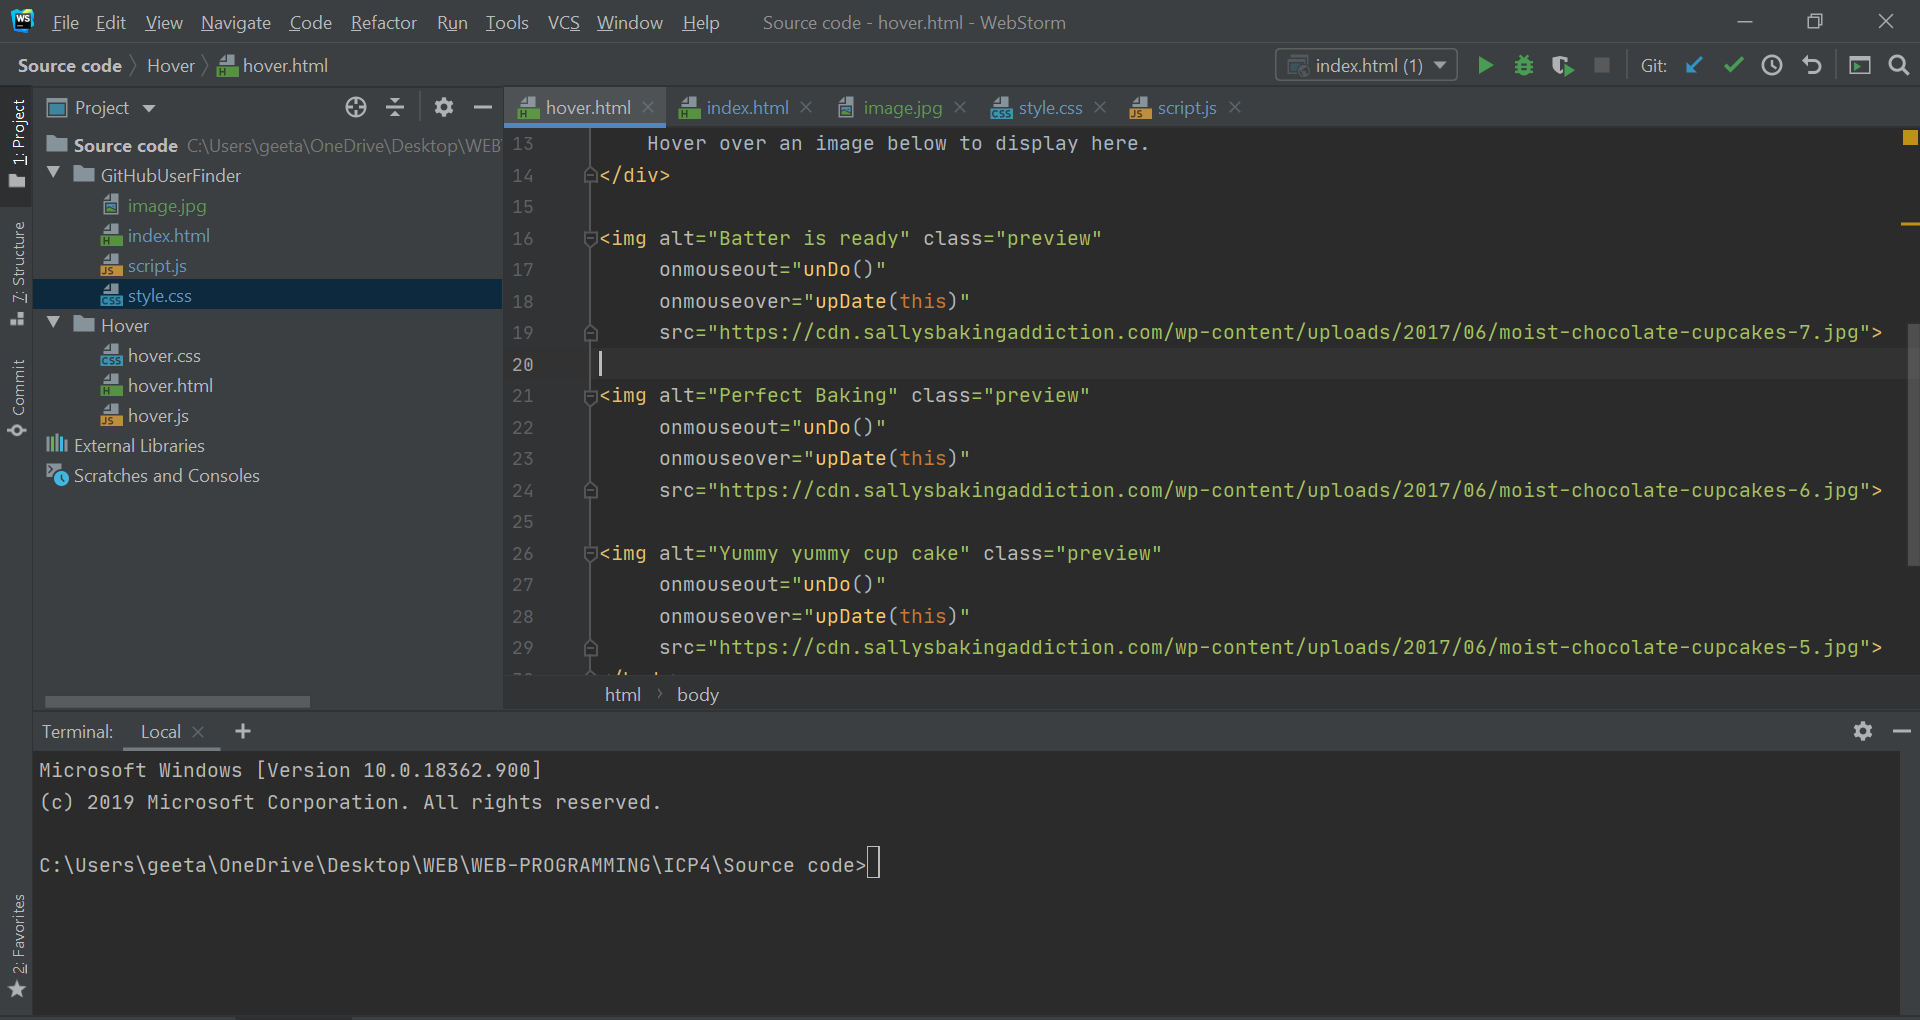 WS File Edit View Navigate Code Refactor Run Tools VCS Window Help Source code - hover.html - WebStorm
Source code Hover hover.html index.html (1) Git:
1: Project
7: Structure
Commit
2: Favorites
Project
Source code C:\Users\geeta\OneDrive\Desktop\WEB
GitHubUserFinder
image.jpg
index.html
script.js
style.css
Hover
hover.css
hover.html
hover.js
External Libraries
Scratches and Consoles
hover.html index.html image.jpg style.css script.js
13 Hover over an image below to display here.
14 </div>
15
16 <img alt="Batter is ready" class="preview"
17 onmouseout="unDo()"
18 onmouseover="upDate(this)"
19 src="https://cdn.sallysbakingaddiction.com/wp-content/uploads/2017/06/moist-chocolate-cupcakes-7.jpg">
20
21 <img alt="Perfect Baking" class="preview"
22 onmouseout="unDo()"
23 onmouseover="upDate(this)"
24 src="https://cdn.sallysbakingaddiction.com/wp-content/uploads/2017/06/moist-chocolate-cupcakes-6.jpg">
25
26 <img alt="Yummy yummy cup cake" class="preview"
27 onmouseout="unDo()"
28 onmouseover="upDate(this)"
29 src="https://cdn.sallysbakingaddiction.com/wp-content/uploads/2017/06/moist-chocolate-cupcakes-5.jpg">
html body
Terminal: Local
Microsoft Windows [Version 10.0.18362.900]
(c) 2019 Microsoft Corporation. All rights reserved.
C:\Users\geeta\OneDrive\Desktop\WEB\WEB-PROGRAMMING\ICP4\Source code>